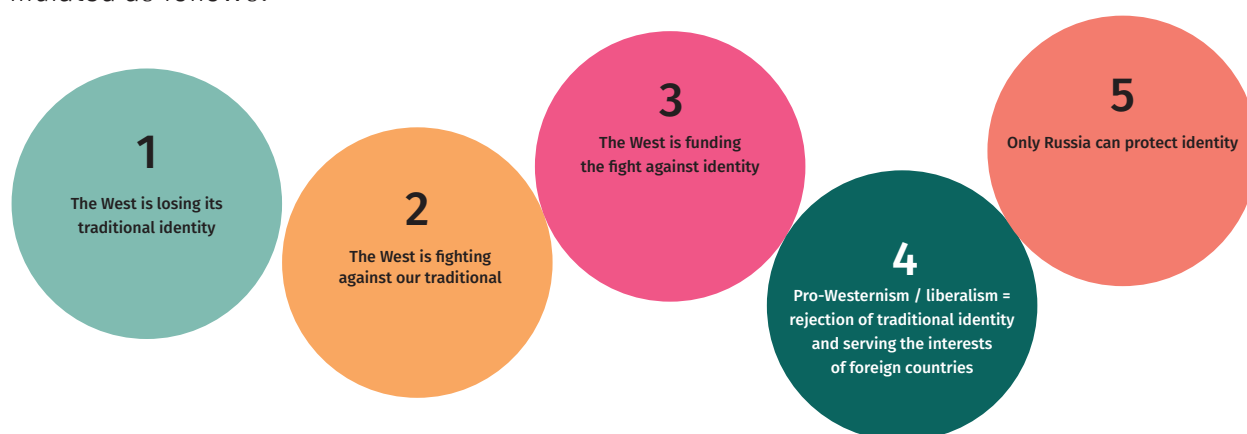 1
The West is losing its
traditional identity
2
The West is fighting
against our traditional
3
The West is funding
the fight against identity
4
Pro-Westernism / liberalism =
rejection of traditional identity
and serving the interests
of foreign countries
5
Only Russia can protect identity